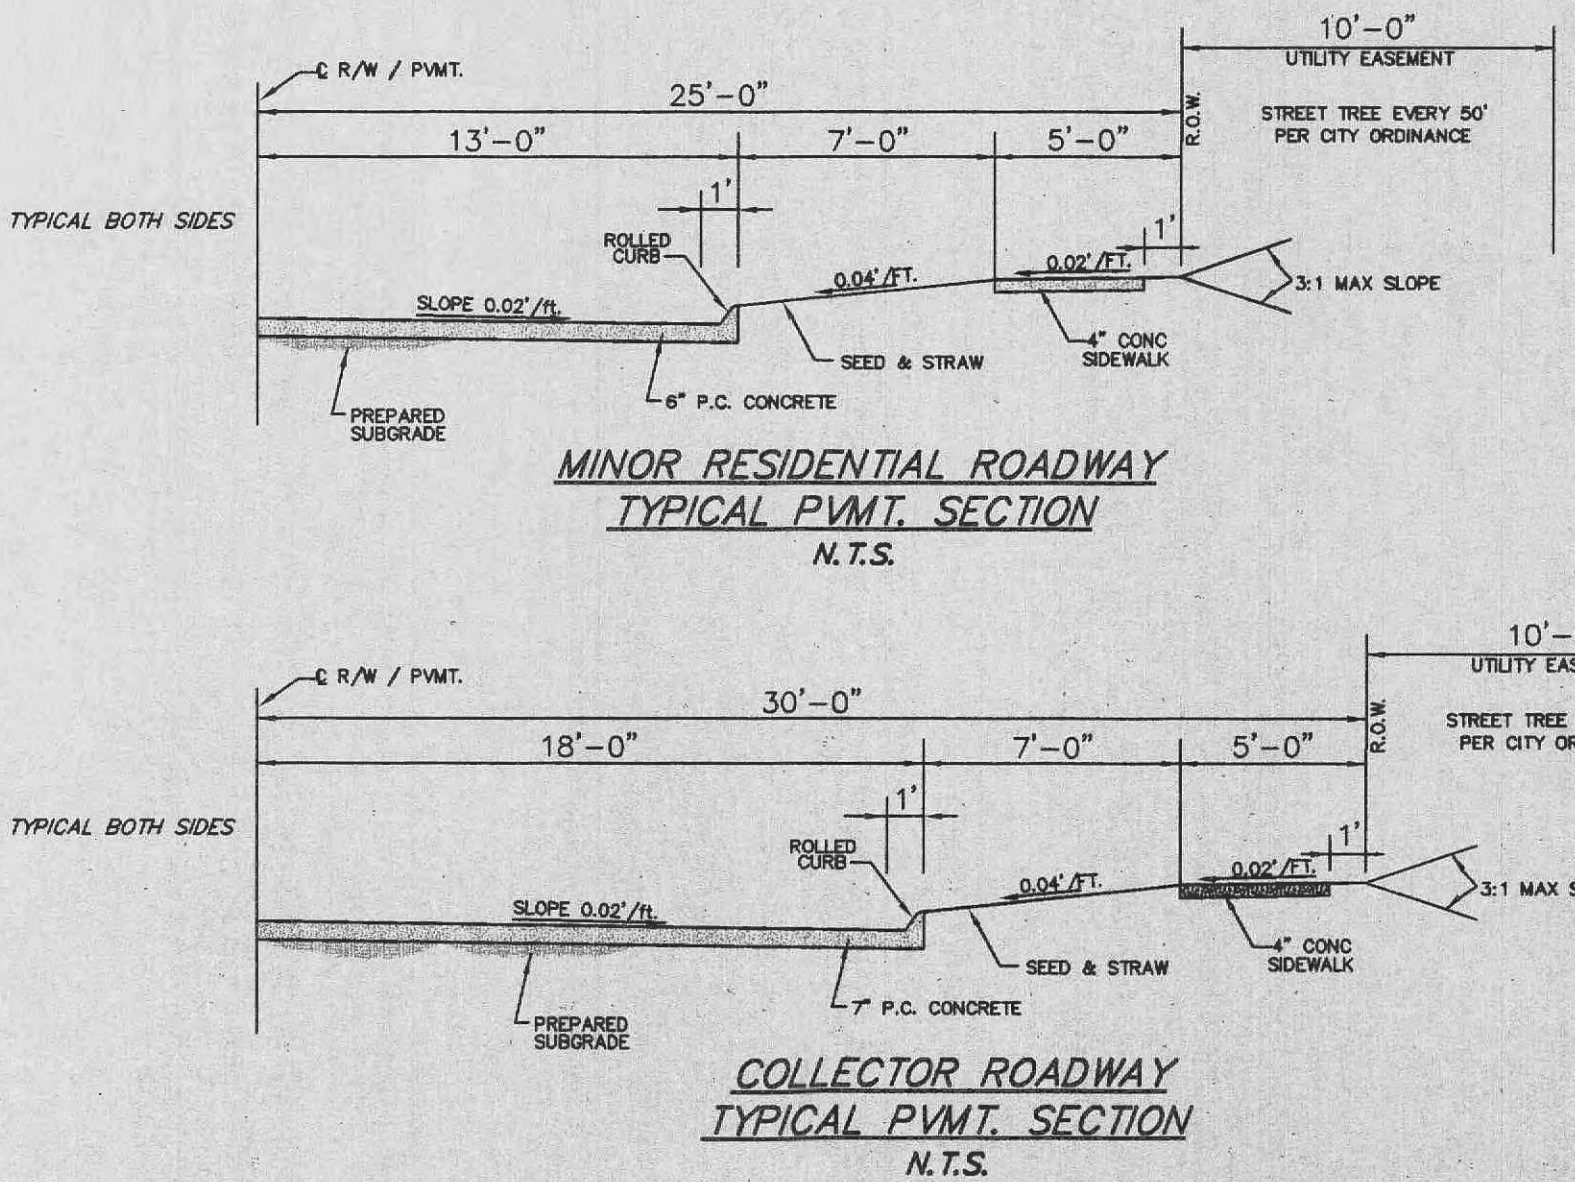 10'-0"
UTILITY EASEMENT
℄ R/W / PVMT.
25'-0"
R.O.W.
STREET TREE EVERY 50'
PER CITY ORDINANCE
13'-0"
7'-0"
5'-0"
1'
TYPICAL BOTH SIDES
1'
ROLLED
CURB
0.04'/FT.
0.02'/FT.
3:1 MAX SLOPE
SLOPE 0.02'/ft.
4" CONC
SIDEWALK
SEED & STRAW
6" P.C. CONCRETE
PREPARED
SUBGRADE
MINOR RESIDENTIAL ROADWAY
TYPICAL PVMT. SECTION
N.T.S.
10'-
UTILITY EAS
℄ R/W / PVMT.
30'-0"
R.O.W.
STREET TREE
PER CITY OR
18'-0"
7'-0"
5'-0"
1'
TYPICAL BOTH SIDES
1'
ROLLED
CURB
0.04'/FT.
0.02'/FT.
3:1 MAX S
SLOPE 0.02'/ft.
4" CONC
SIDEWALK
SEED & STRAW
7" P.C. CONCRETE
PREPARED
SUBGRADE
COLLECTOR ROADWAY
TYPICAL PVMT. SECTION
N.T.S.